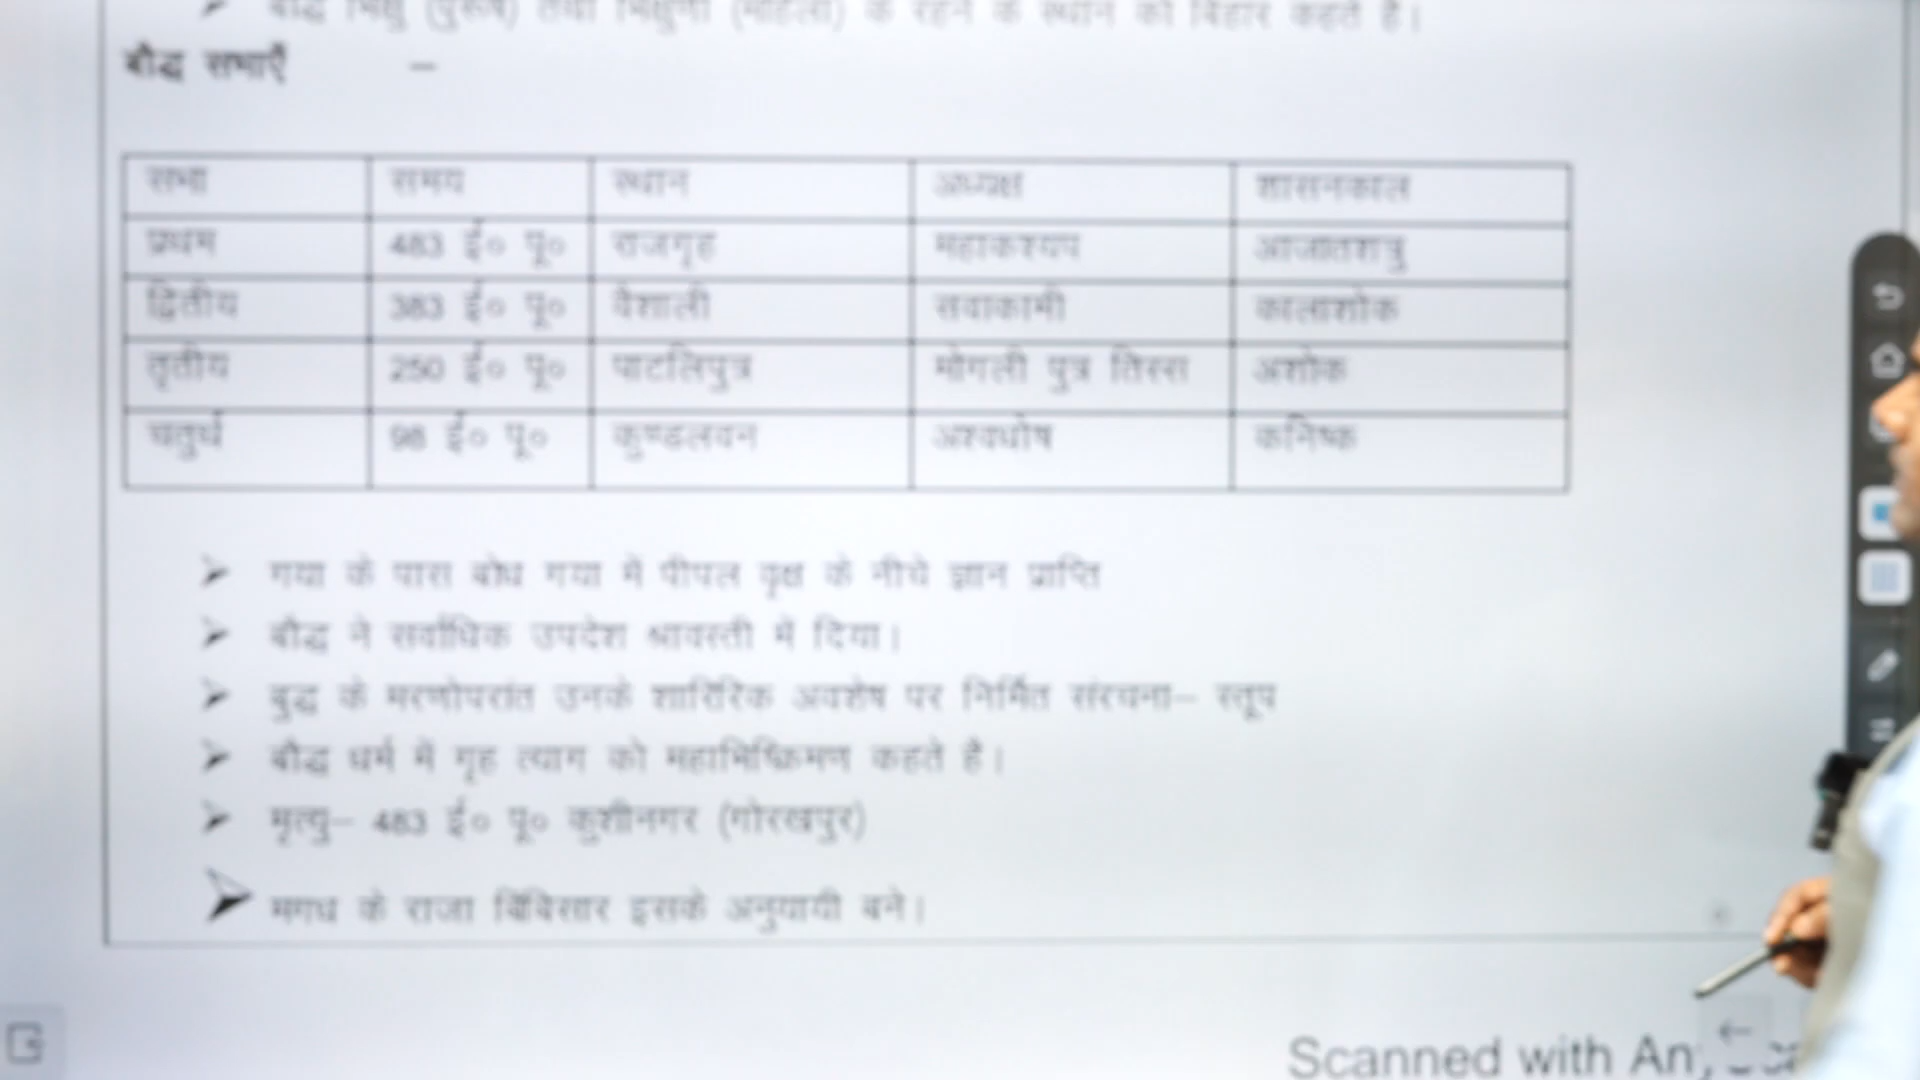 बौद्ध भिक्षु (पुरुष) तथा भिक्षुणी (महिला) के रहने के स्थान को विहार कहते है।
बौद्ध सभाएँ –
सभा समय स्थान अध्यक्ष शासनकाल
प्रथम 483 ई० पू० राजगृह महाकश्यप आजातशत्रु
द्वितीय 383 ई० पू० वैशाली सवाकामी कालाशोक
तृतीय 250 ई० पू० पाटलिपुत्र मोगली पुत्र तिस्स अशोक
चतुर्थ 98 ई० पू० कुण्डलवन अश्वघोष कनिष्क
गया के पास बोध गया में पीपल वृक्ष के नीचे ज्ञान प्राप्ति
बौद्ध ने सर्वाधिक उपदेश श्रावस्ती में दिया।
बुद्ध के मरणोपरांत उनके शारिरिक अवशेष पर निर्मित संरचना– स्तूप
बौद्ध धर्म में गृह त्याग को कहते है।
मृत्यु– 483 ई० पू० कुशीनगर (गोरखपुर)
मगध के राजा बिंबिसार इसके अनुयायी बने।
Scanned with